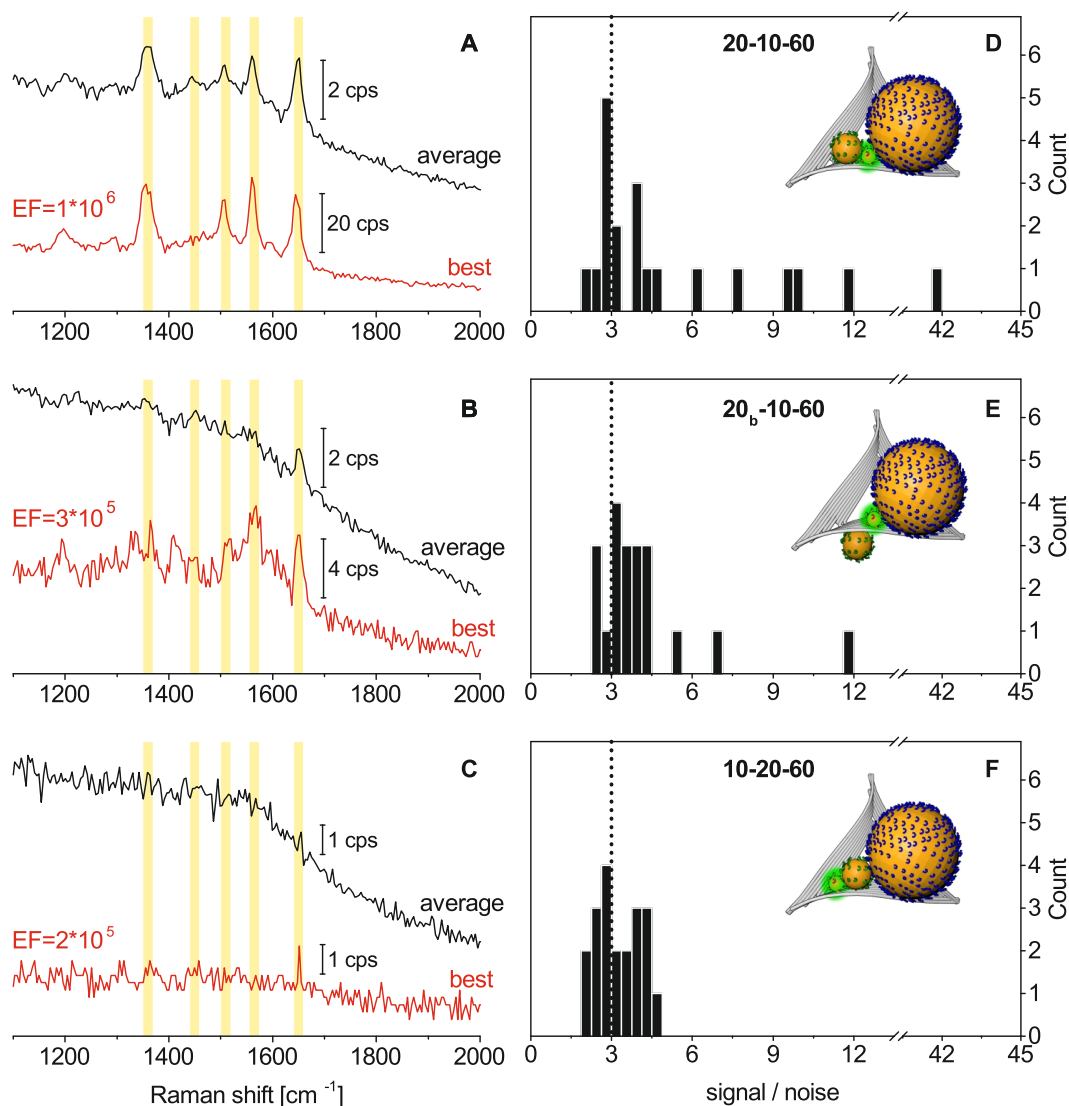 A
2 cps
average
EF=1*10^6
20 cps
best
1200 1400 1600 1800 2000
D
20-10-60
6
5
4
3
2
1
0
Count
0 3 6 9 12 42 45
B
2 cps
EF=3*10^5
average
4 cps
best
1200 1400 1600 1800 2000
E
20_b-10-60
6
5
4
3
2
1
0
Count
0 3 6 9 12 42 45
C
1 cps
average
EF=2*10^5
1 cps
best
1200 1400 1600 1800 2000
Raman shift [cm^-1]
F
10-20-60
6
5
4
3
2
1
0
Count
0 3 6 9 12 42 45
signal / noise